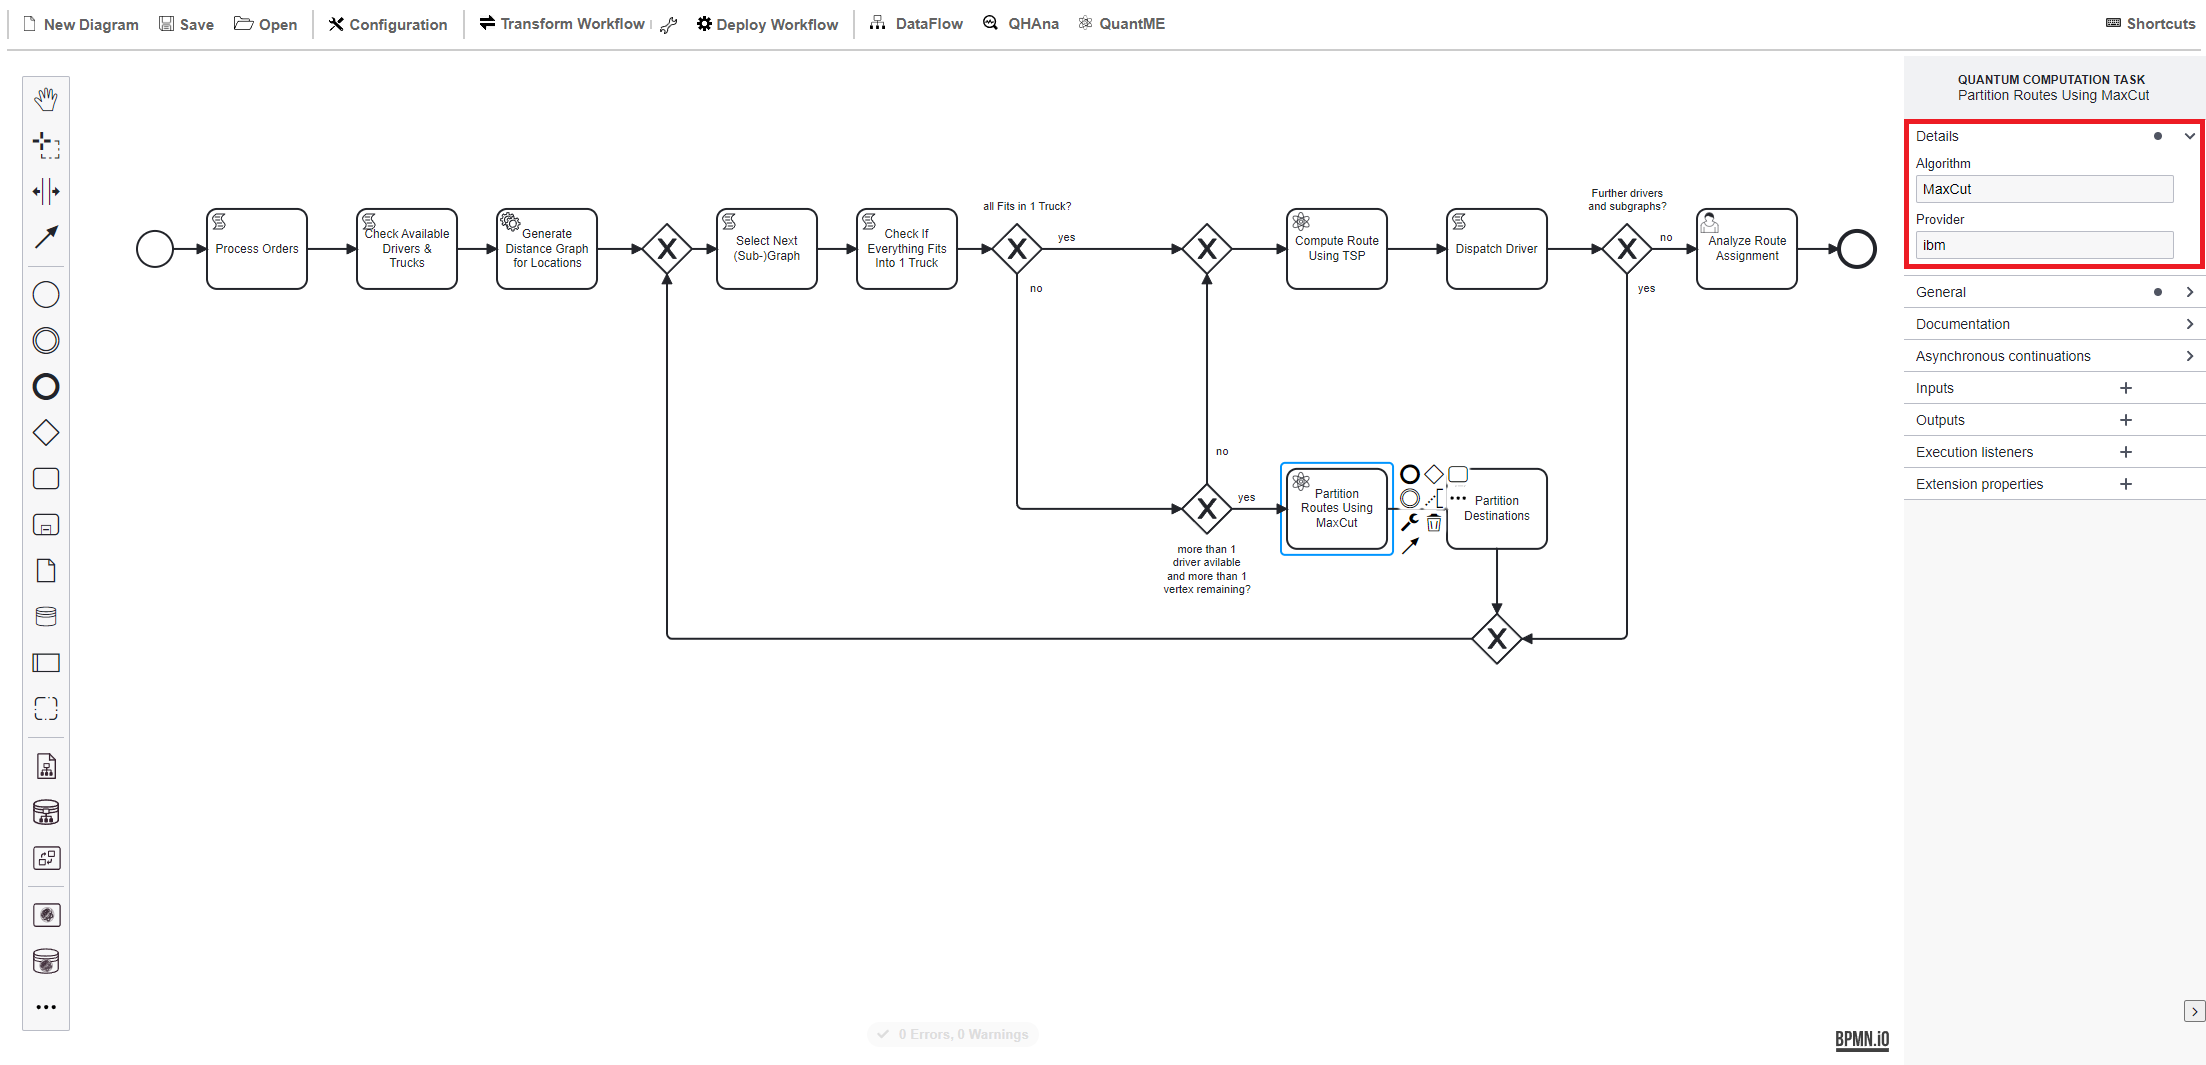 New Diagram
Save
Open
Configuration
Transform Workflow
Deploy Workflow
DataFlow
QHAna
QuantME
Shortcuts
QUANTUM COMPUTATION TASK
Partition Routes Using MaxCut
Details
Algorithm
MaxCut
Provider
ibm
General
Documentation
Asynchronous continuations
Inputs
Outputs
Execution listeners
Extension properties
Process Orders
Check Available
Drivers &
Trucks
Generate
Distance Graph
for Locations
X
Select Next
(Sub-)Graph
Check If
Everything Fits
Into 1 Truck
all Fits in 1 Truck?
X
yes
no
X
Compute Route
Using TSP
Dispatch Driver
Further drivers
and subgraphs?
X
no
yes
Analyze Route
Assignment
no
X
yes
more than 1
driver avilable
and more than 1
vertex remaining?
Partition
Routes Using
MaxCut
Partition
Destinations
X
0 Errors, 0 Warnings
BPMN.iO